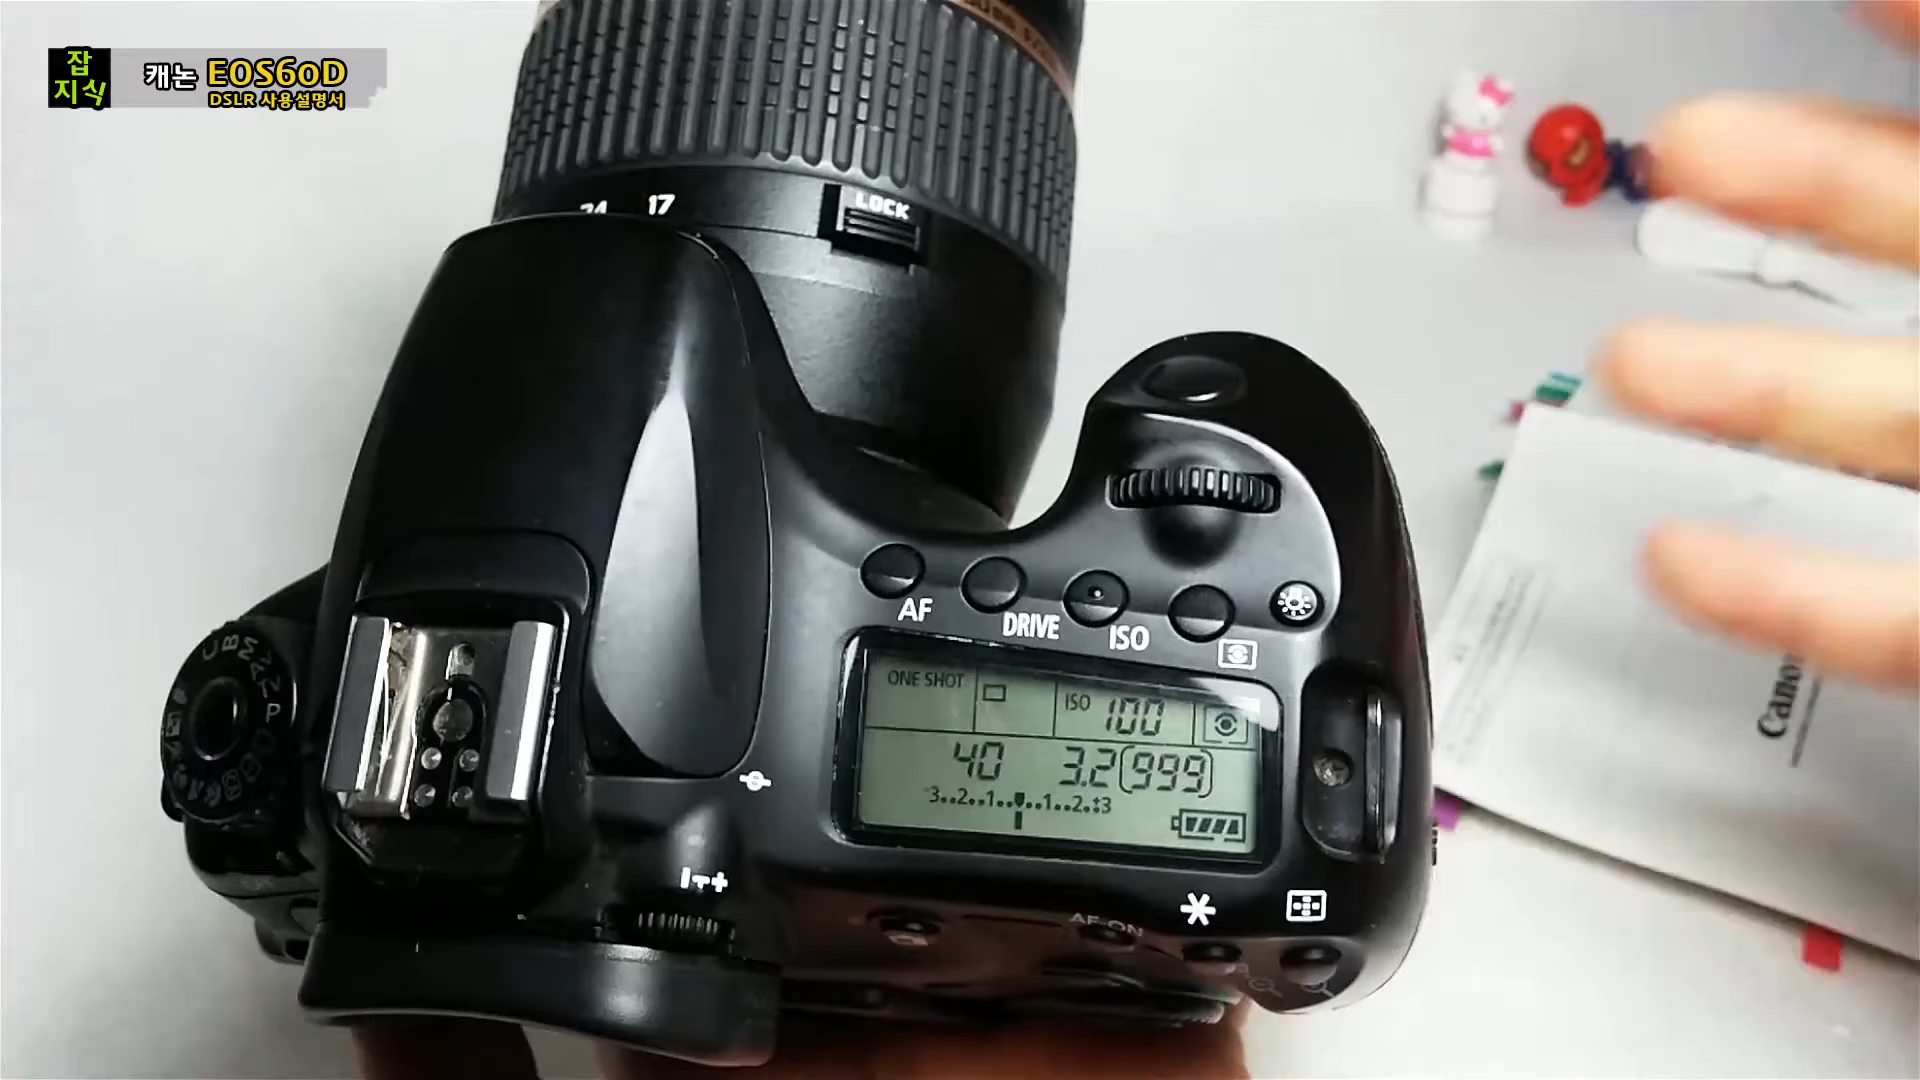 잡
지식
캐논 EOS60D
DSLR 사용설명서
24 17
LOCK
AF
DRIVE
ISO
ONE SHOT
ISO 100
40 3.2 (999)
-3..2..1..▼..1..2..:3
C
B
M
Av
P
AF-ON
Canon